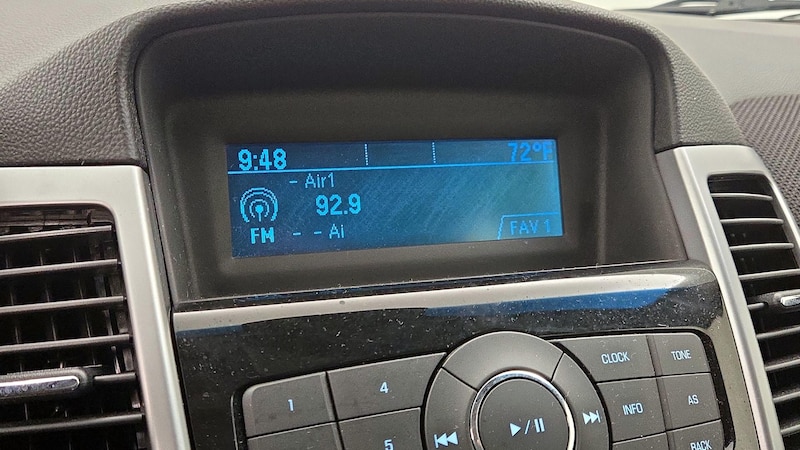 9:48 72°F
- Air1
92.9
FM - - Ai FAV 1
1 4 CLOCK TONE
5 INFO AS
BACK